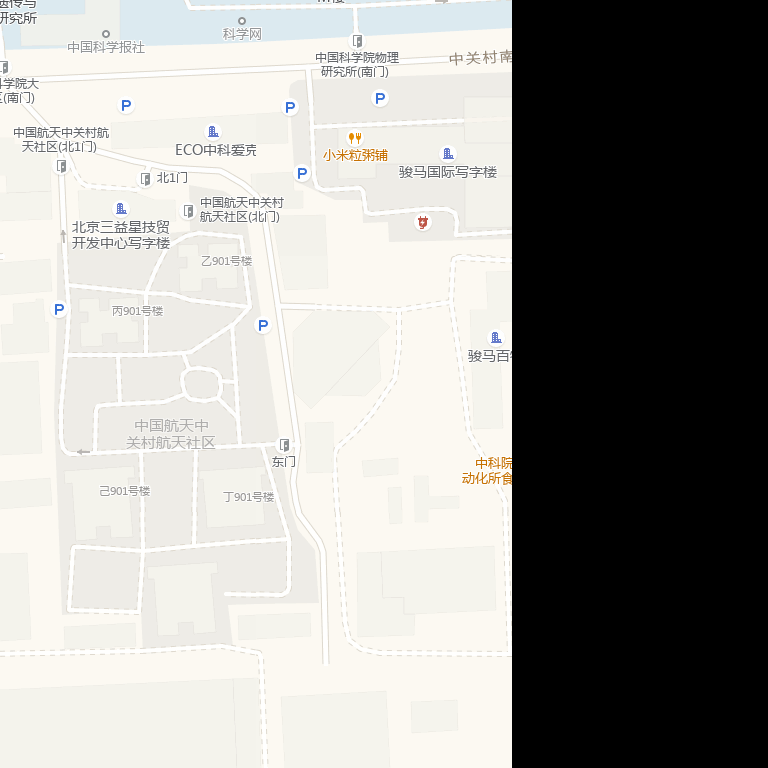 研究所
中国科学报社
科学网
中国科学院物理
研究所(南门)
中关村南
科学院大
区(南门)
P
P
P
中国航天中关村航
天社区(北1门)
ECO中科爱克
小米粒粥铺
骏马国际写字楼
P
北1门
中国航天中关村
航天社区(北门)
北京三益星技贸
开发中心写字楼
乙901号楼
丙901号楼
P
P
骏马百
中国航天中
关村航天社区
东门
中科院
动化所食
己901号楼
丁901号楼